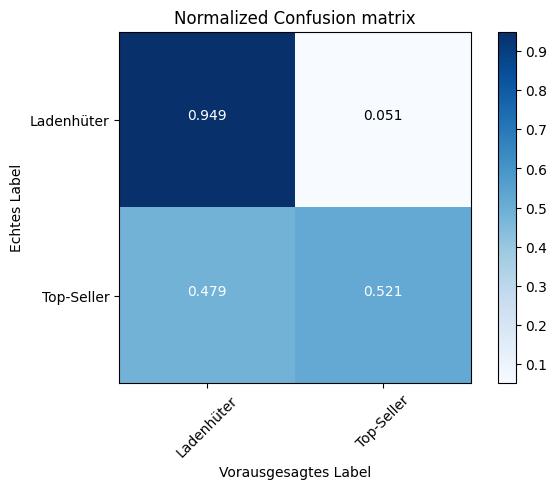 Normalized Confusion matrix
Echtes Label
Ladenhüter
Top-Seller
0.949
0.051
0.479
0.521
Ladenhüter
Top-Seller
Vorausgesagtes Label
0.9
0.8
0.7
0.6
0.5
0.4
0.3
0.2
0.1